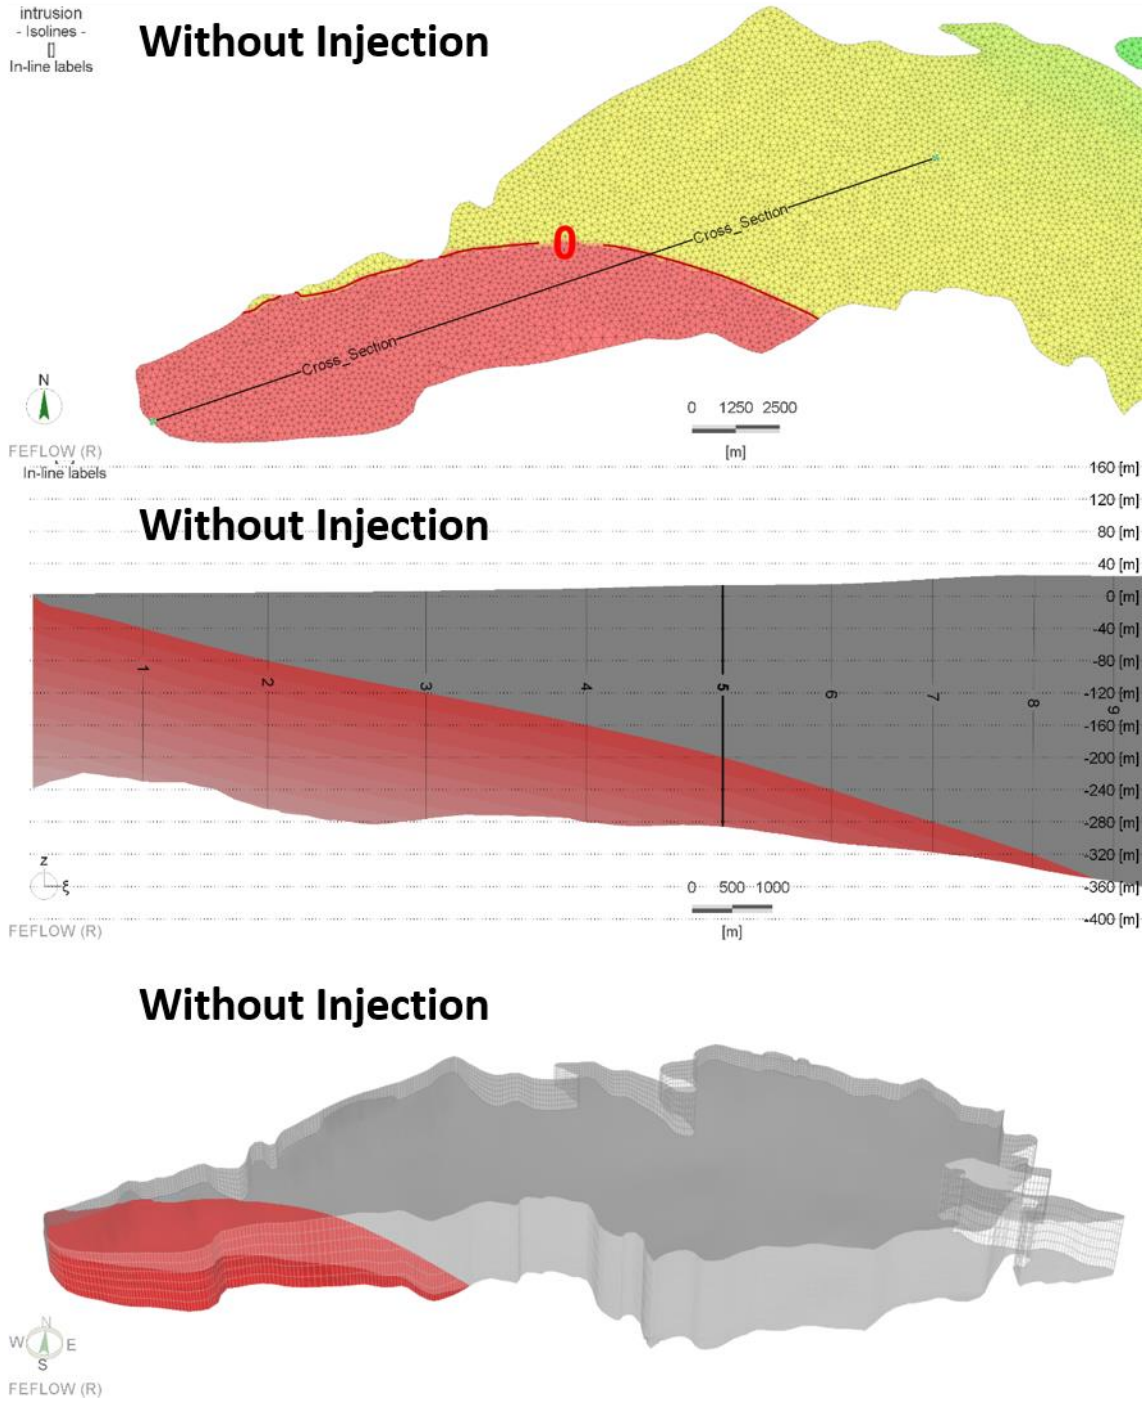 intrusion
- Isolines -
[]
In-line labels
Without Injection
0
Cross_Section
Cross_Section
N
0 1250 2500
[m]
FEFLOW (R)
In-line labels
160 [m]
120 [m]
Without Injection
80 [m]
40 [m]
0 [m]
-40 [m]
-80 [m]
1 2 3 4 5 6 7 8 9
-120 [m]
-160 [m]
-200 [m]
-240 [m]
-280 [m]
-320 [m]
z
ξ
0 500 1000
-360 [m]
-400 [m]
[m]
FEFLOW (R)
Without Injection
N
W E
S
FEFLOW (R)